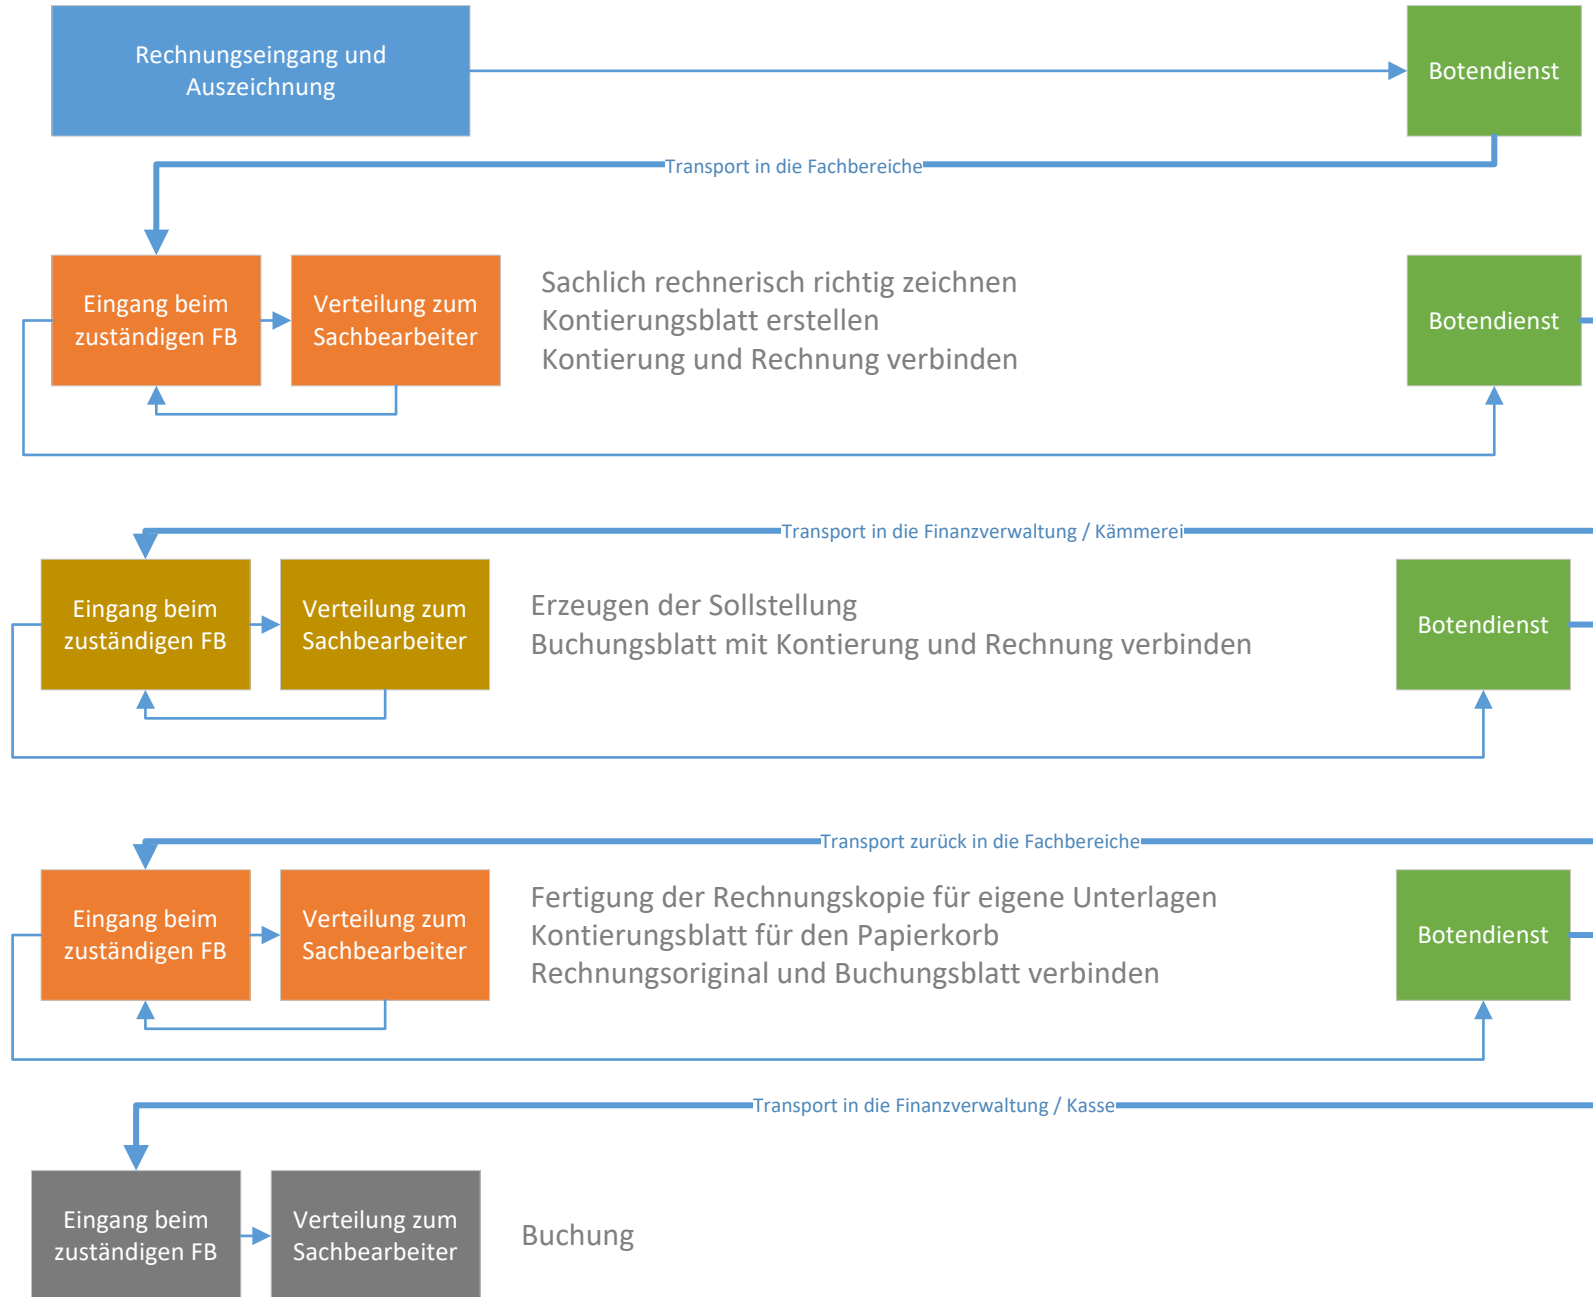 Rechnungseingang und
Auszeichnung
Botendienst
Transport in die Fachbereiche
Eingang beim
zuständigen FB
Verteilung zum
Sachbearbeiter
Sachlich rechnerisch richtig zeichnen
Kontierungsblatt erstellen
Kontierung und Rechnung verbinden
Botendienst
Transport in die Finanzverwaltung / Kämmerei
Eingang beim
zuständigen FB
Verteilung zum
Sachbearbeiter
Erzeugen der Sollstellung
Buchungsblatt mit Kontierung und Rechnung verbinden
Botendienst
Transport zurück in die Fachbereiche
Eingang beim
zuständigen FB
Verteilung zum
Sachbearbeiter
Fertigung der Rechnungskopie für eigene Unterlagen
Kontierungsblatt für den Papierkorb
Rechnungsoriginal und Buchungsblatt verbinden
Botendienst
Transport in die Finanzverwaltung / Kasse
Eingang beim
zuständigen FB
Verteilung zum
Sachbearbeiter
Buchung